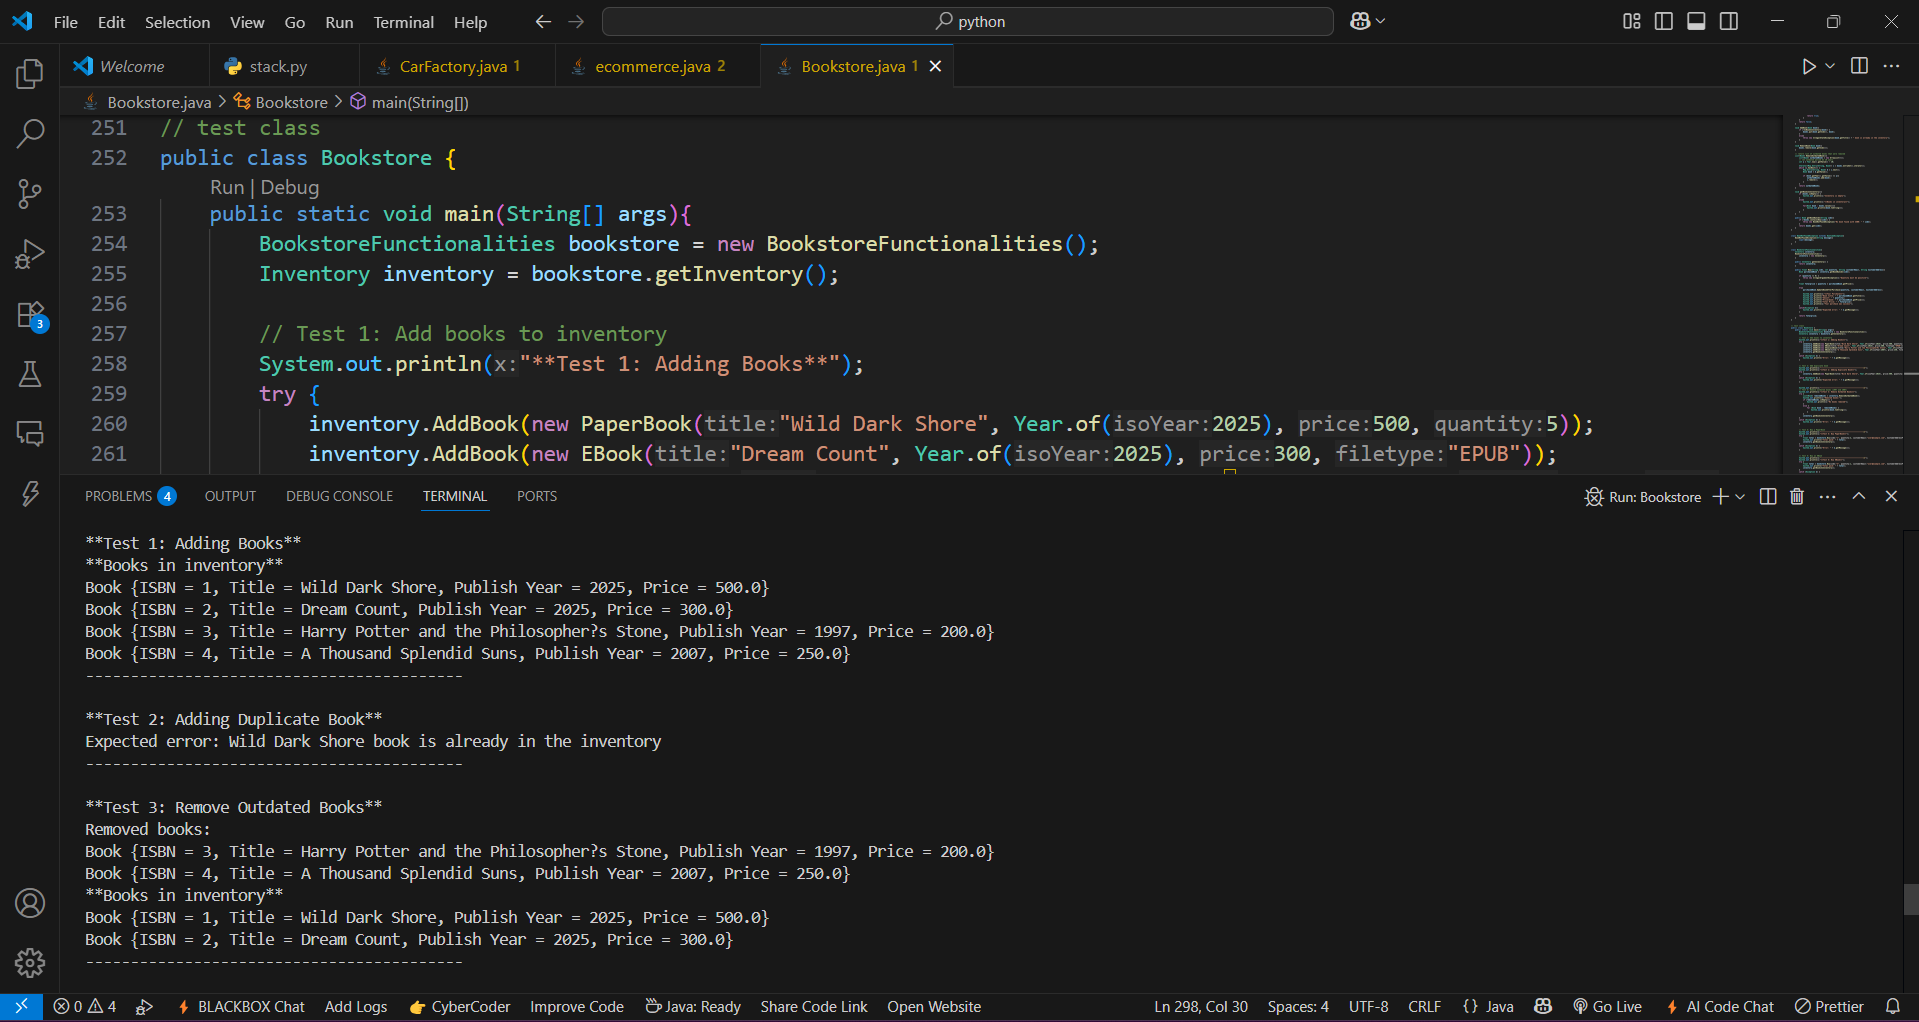 File Edit Selection View Go Run Terminal Help
python
Welcome stack.py CarFactory.java 1 ecommerce.java 2 Bookstore.java 1
Bookstore.java > Bookstore > main(String[])
251 // test class
252 public class Bookstore {
Run | Debug
253 public static void main(String[] args){
254 BookstoreFunctionalities bookstore = new BookstoreFunctionalities();
255 Inventory inventory = bookstore.getInventory();
256
257 // Test 1: Add books to inventory
258 System.out.println(x:"**Test 1: Adding Books**");
259 try {
260 inventory.AddBook(new PaperBook(title:"Wild Dark Shore", Year.of(isoYear:2025), price:500, quantity:5));
261 inventory.AddBook(new EBook(title:"Dream Count", Year.of(isoYear:2025), price:300, filetype:"EPUB"));
3
PROBLEMS 4 OUTPUT DEBUG CONSOLE TERMINAL PORTS
Run: Bookstore
**Test 1: Adding Books**
**Books in inventory**
Book {ISBN = 1, Title = Wild Dark Shore, Publish Year = 2025, Price = 500.0}
Book {ISBN = 2, Title = Dream Count, Publish Year = 2025, Price = 300.0}
Book {ISBN = 3, Title = Harry Potter and the Philosopher?s Stone, Publish Year = 1997, Price = 200.0}
Book {ISBN = 4, Title = A Thousand Splendid Suns, Publish Year = 2007, Price = 250.0}
------------------------------------------
**Test 2: Adding Duplicate Book**
Expected error: Wild Dark Shore book is already in the inventory
------------------------------------------
**Test 3: Remove Outdated Books**
Removed books:
Book {ISBN = 3, Title = Harry Potter and the Philosopher?s Stone, Publish Year = 1997, Price = 200.0}
Book {ISBN = 4, Title = A Thousand Splendid Suns, Publish Year = 2007, Price = 250.0}
**Books in inventory**
Book {ISBN = 1, Title = Wild Dark Shore, Publish Year = 2025, Price = 500.0}
Book {ISBN = 2, Title = Dream Count, Publish Year = 2025, Price = 300.0}
------------------------------------------
0 4 BLACKBOX Chat Add Logs CyberCoder Improve Code Java: Ready Share Code Link Open Website Ln 298, Col 30 Spaces: 4 UTF-8 CRLF {} Java Go Live AI Code Chat Prettier